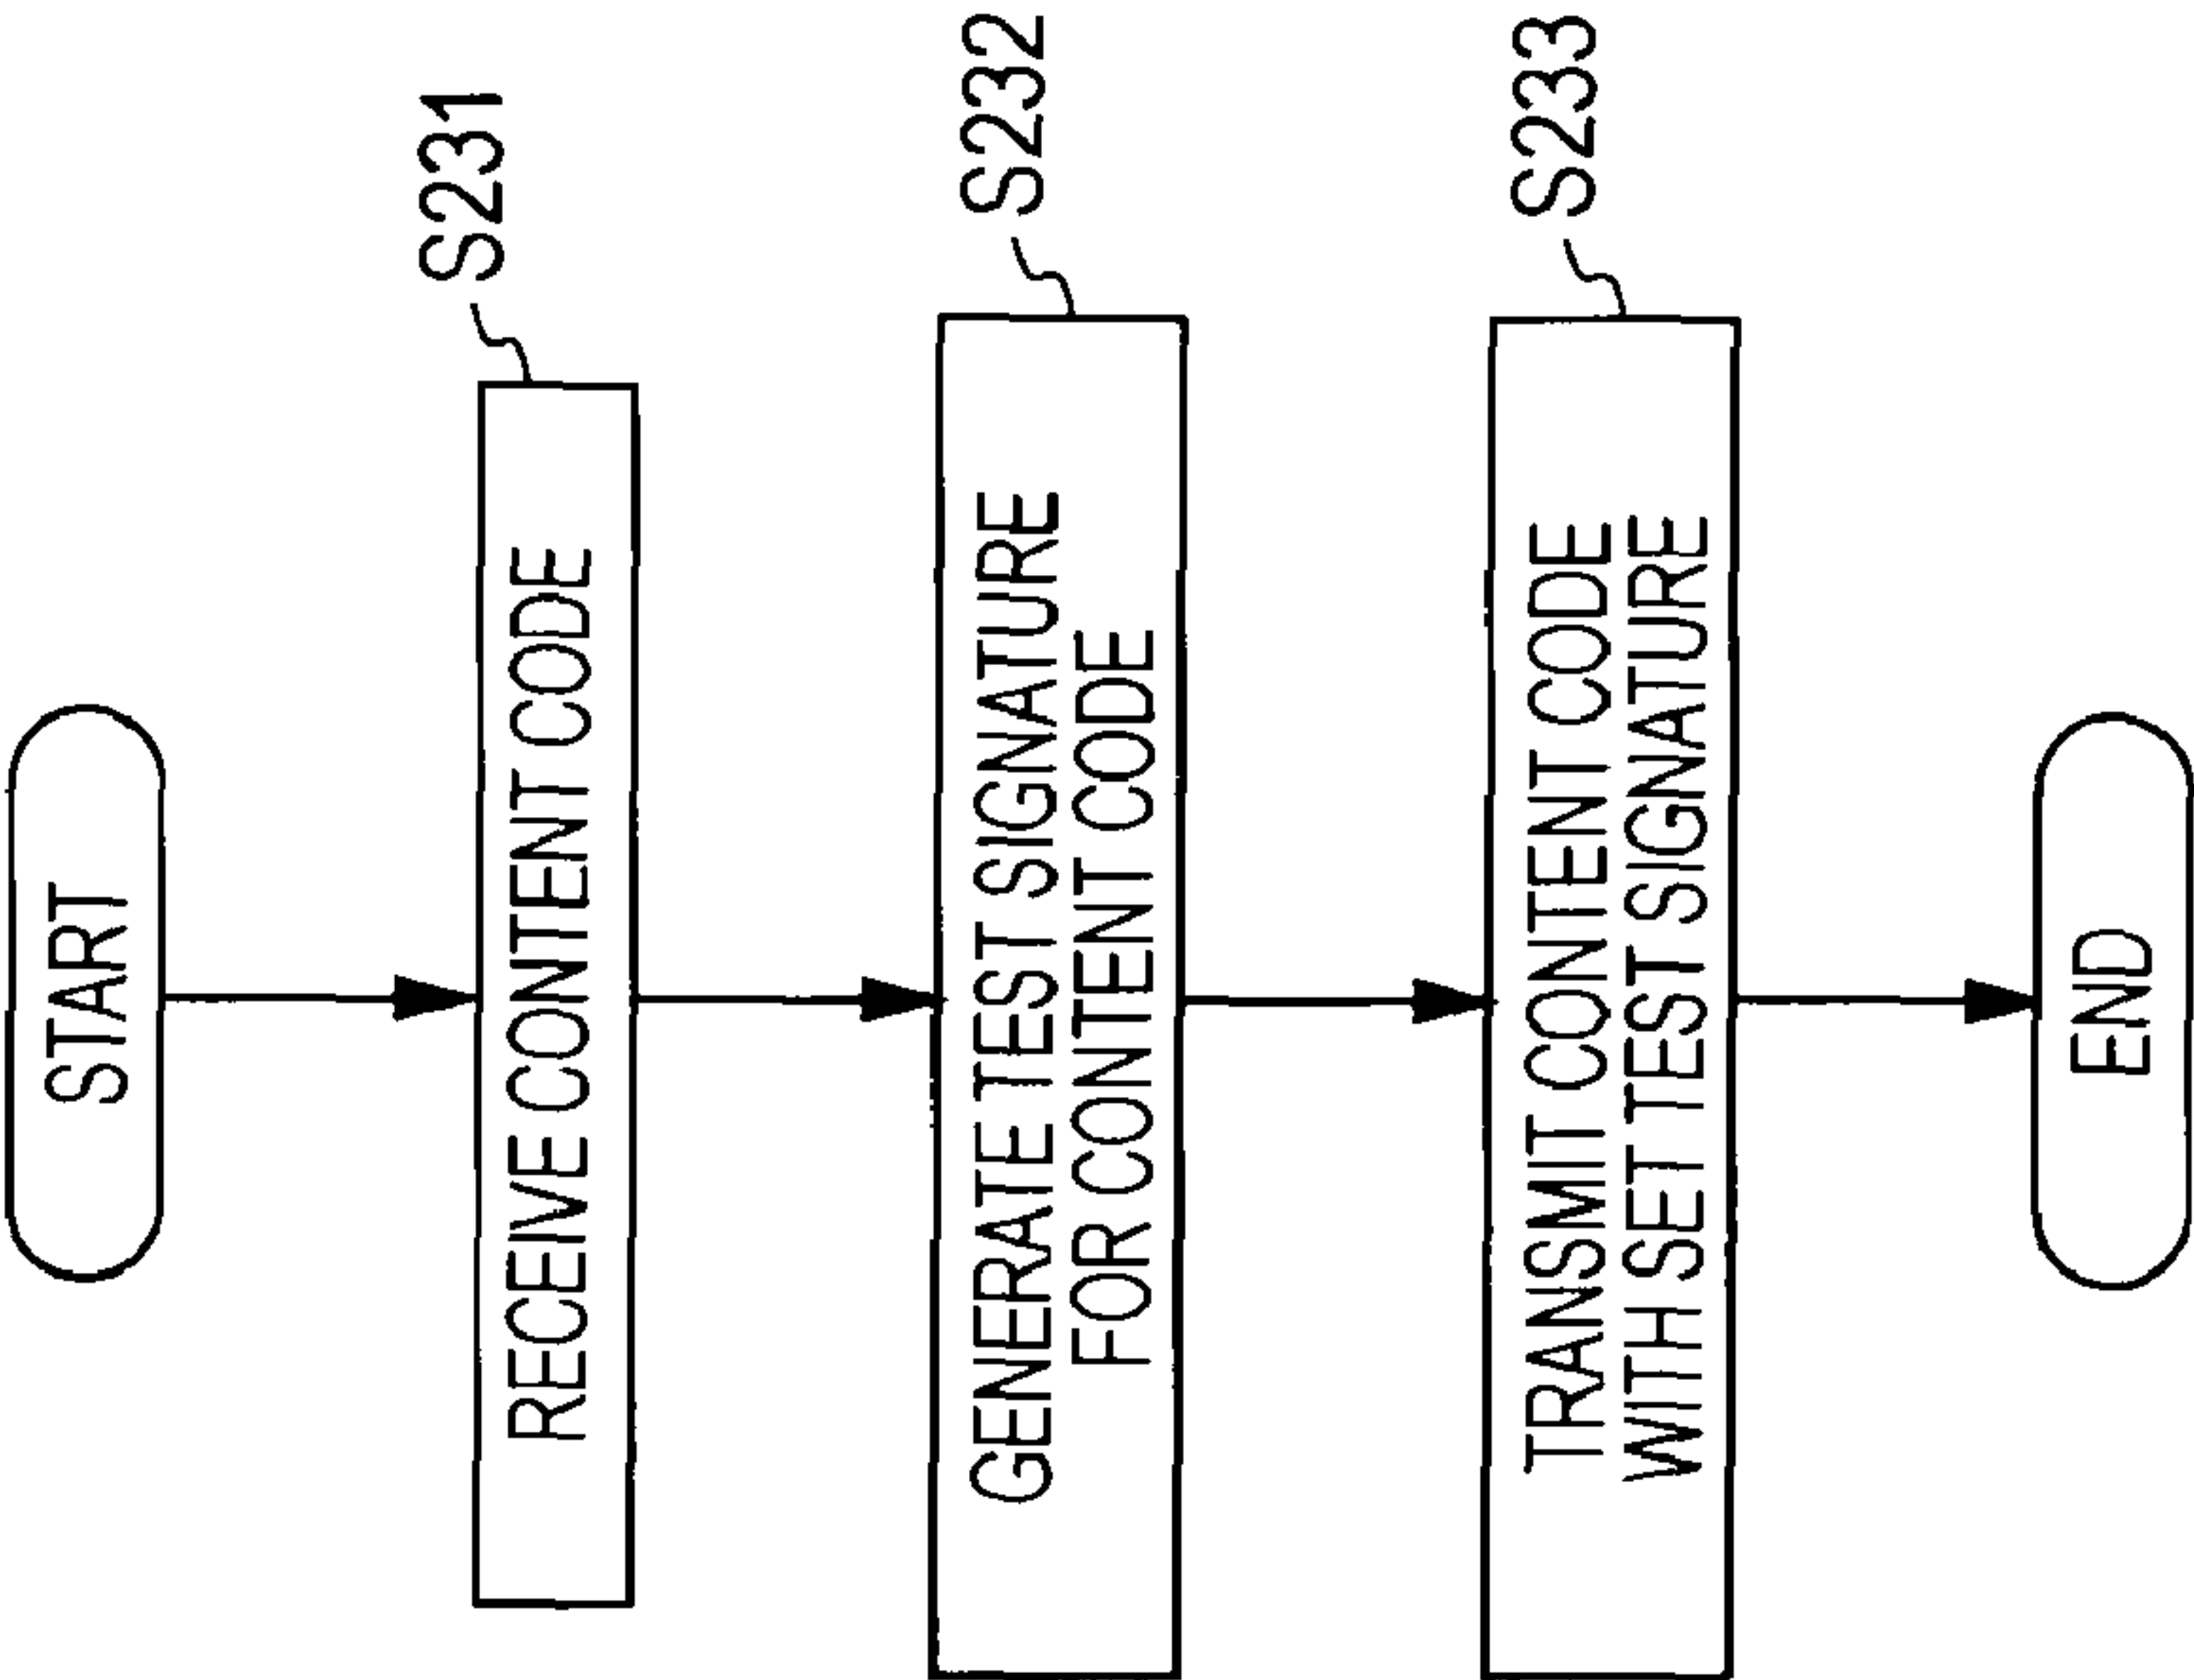 START
S231
RECEIVE CONTENT CODE
S232
GENERATE TEST SIGNATURE
FOR CONTENT CODE
S233
TRANSMIT CONTENT CODE
WITH SET TEST SIGNATURE
END